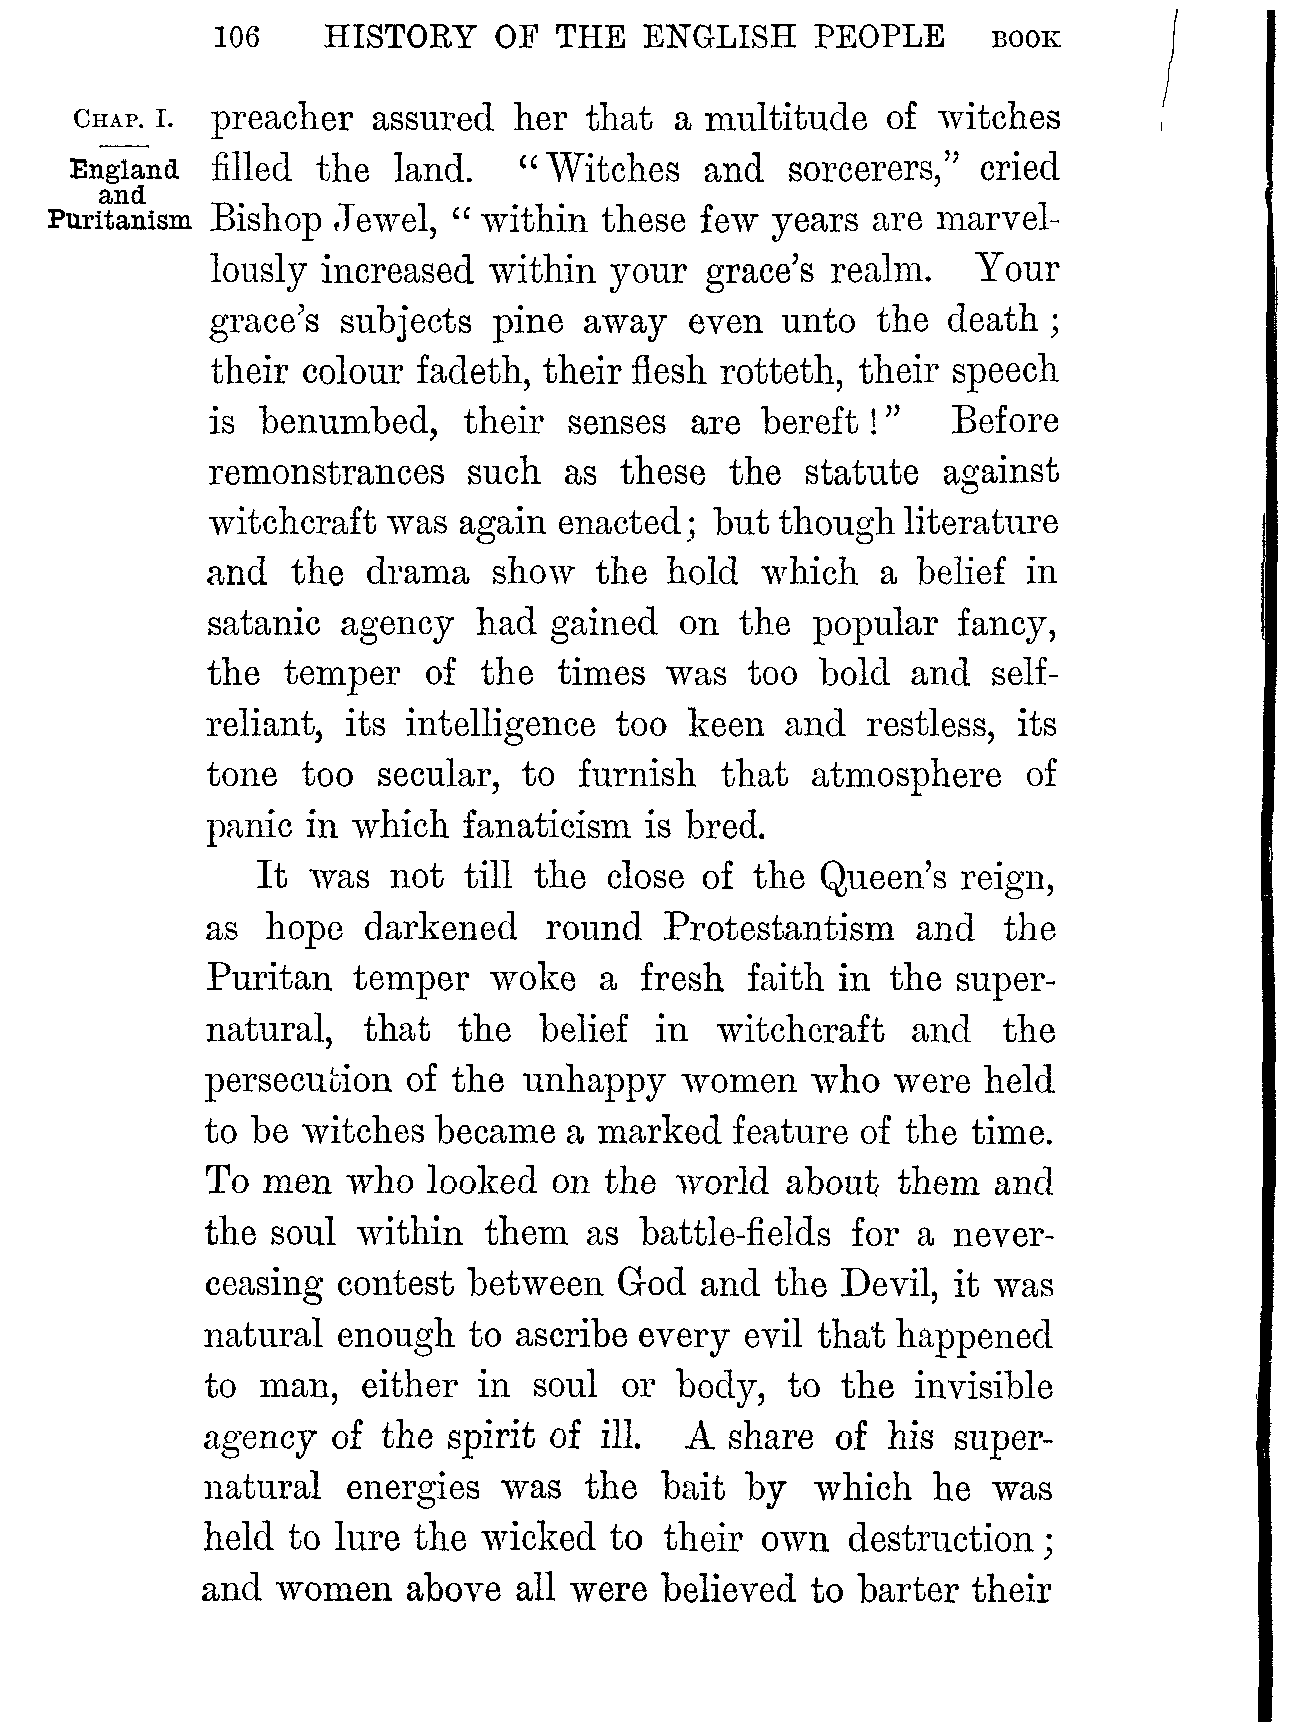 106 HISTORY OF THE ENGLISH PEOPLE BOOK
CHAP. I.
England
and
Puritanism
preacher assured her that a multitude of witches
filled the land. “Witches and sorcerers,” cried
Bishop Jewel, “within these few years are marvel-
lously increased within your grace’s realm. Your
grace’s subjects pine away even unto the death;
their colour fadeth, their flesh rotteth, their speech
is benumbed, their senses are bereft!” Before
remonstrances such as these the statute against
witchcraft was again enacted; but though literature
and the drama show the hold which a belief in
satanic agency had gained on the popular fancy,
the temper of the times was too bold and self-
reliant, its intelligence too keen and restless, its
tone too secular, to furnish that atmosphere of
panic in which fanaticism is bred.
It was not till the close of the Queen’s reign,
as hope darkened round Protestantism and the
Puritan temper woke a fresh faith in the super-
natural, that the belief in witchcraft and the
persecution of the unhappy women who were held
to be witches became a marked feature of the time.
To men who looked on the world about them and
the soul within them as battle-fields for a never-
ceasing contest between God and the Devil, it was
natural enough to ascribe every evil that happened
to man, either in soul or body, to the invisible
agency of the spirit of ill. A share of his super-
natural energies was the bait by which he was
held to lure the wicked to their own destruction;
and women above all were believed to barter their